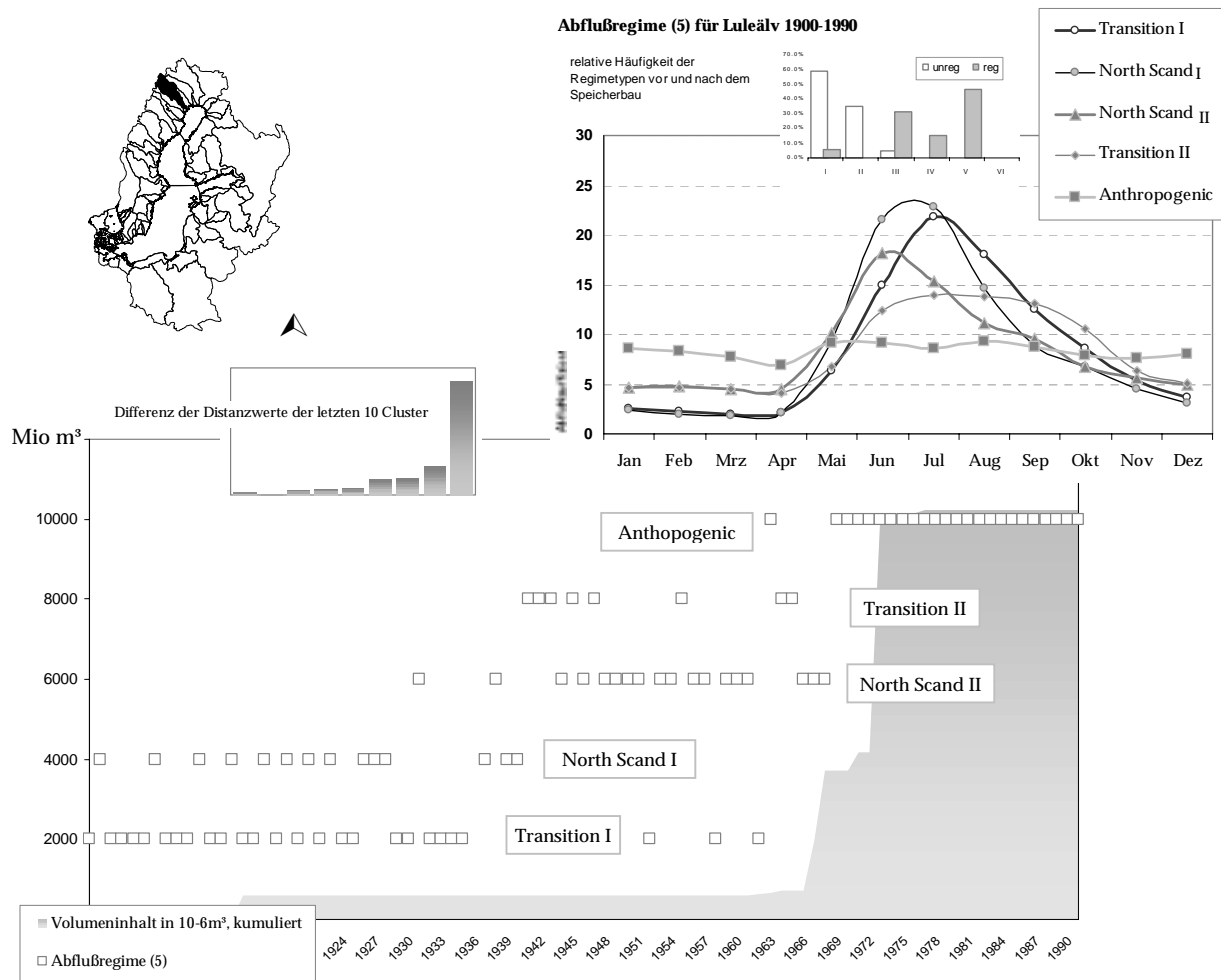 Abflußregime (5) für Luleälv 1900-1990
relative Häufigkeit der
Regimetypen vor und nach dem
Speicherbau
70.0%
60.0%
50.0%
40.0%
30.0%
20.0%
10.0%
0.0%
unreg reg
I II III IV V VI
Transition I
North Scand I
North Scand II
Transition II
Anthropogenic
30
25
20
15
10
5
0
Jan Feb Mrz Apr Mai Jun Jul Aug Sep Okt Nov Dez
Differenz der Distanzwerte der letzten 10 Cluster
Mio m³
10000
8000
6000
4000
2000
Anthopogenic
Transition II
North Scand II
North Scand I
Transition I
Volumeninhalt in 10-6m³, kumuliert
Abflußregime (5)
1924 1927 1930 1933 1936 1939 1942 1945 1948 1951 1954 1957 1960 1963 1966 1969 1972 1975 1978 1981 1984 1987 1990